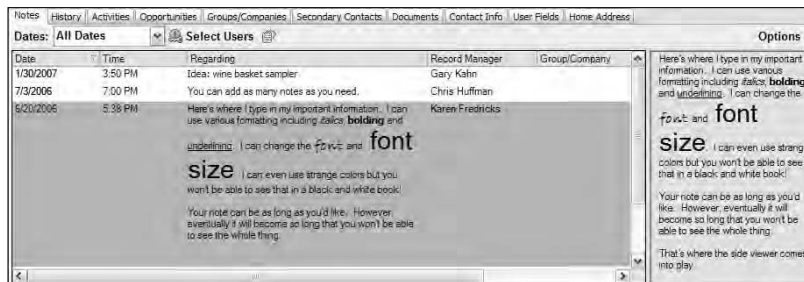 Notes History Activities Opportunities Groups/Companies Secondary Contacts Documents Contact Info User Fields Home Address
Dates: All Dates Select Users Options
Date Time Regarding Record Manager Group/Company
1/30/2007 3:50 PM Idea: wine basket sampler Gary Kahn
7/3/2006 7:00 PM You can add as many notes as you need. Chris Huffman
6/20/2006 5:38 PM Here's where I type in my important information. I can Karen Fredricks
use various formatting including italics, bolding and
underlining. I can change the font and font
size. I can even use strange colors but you
won't be able to see that in a black and white book!
Your note can be as long as you'd like. However,
eventually it will become so long that you won't be able
to see the whole thing.
Here's where I type in my important
information. I can use various
formatting including italics, bolding
and underlining. I can change the
font and font
size. I can even use strang
colors but you won't be able to see
that in a black and white book!
Your note can be as long as you'd
like. However, eventually it will
become so long that you won't be
able to see the whole thing.
That's where the side viewer comes
into play